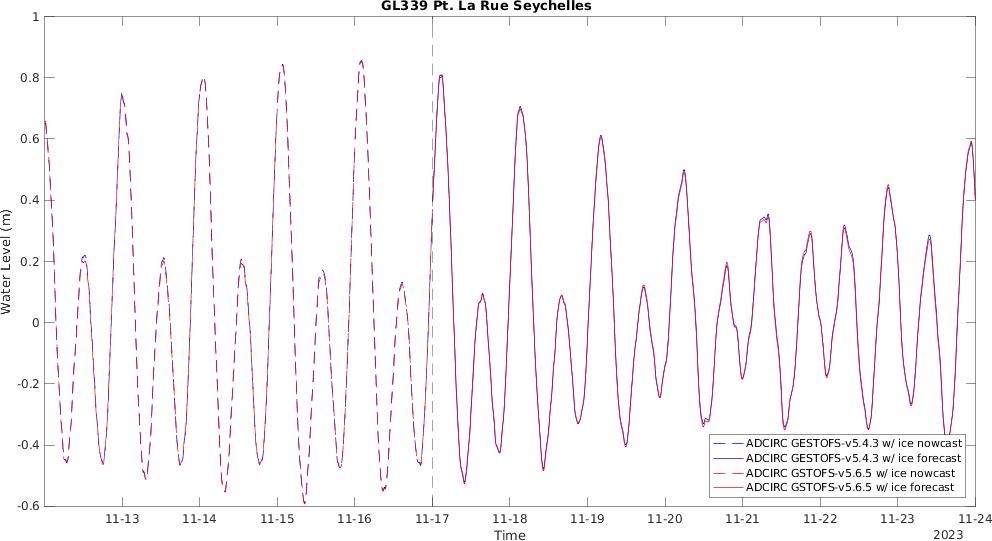 GL339 Pt. La Rue Seychelles
Water Level (m)
1
0.8
0.6
0.4
0.2
0
-0.2
-0.4
-0.6
ADCIRC GESTOFS-v5.4.3 w/ ice nowcast
ADCIRC GESTOFS-v5.4.3 w/ ice forecast
ADCIRC GSTOFS-v5.6.5 w/ ice nowcast
ADCIRC GSTOFS-v5.6.5 w/ ice forecast
11-13 11-14 11-15 11-16 11-17 11-18 11-19 11-20 11-21 11-22 11-23 11-24
Time
2023